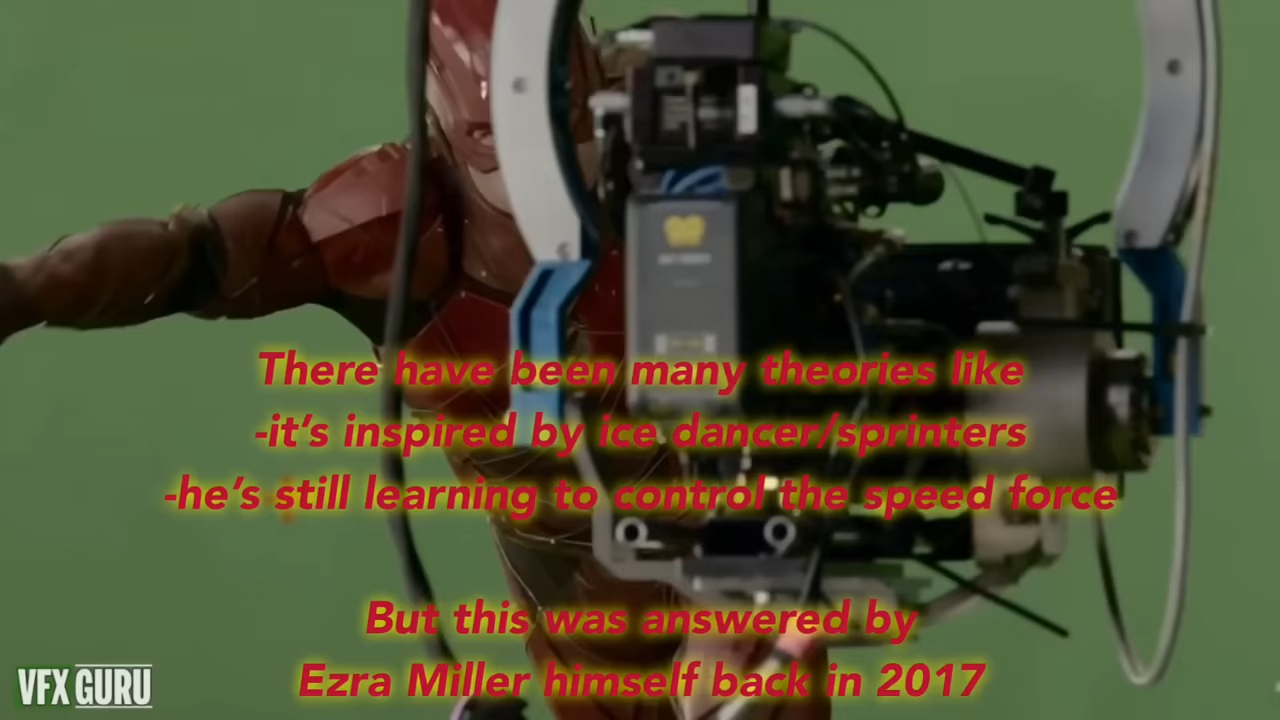 There have been many theories like
-it’s inspired by ice dancer/sprinters
-he’s still learning to control the speed force
But this was answered by
Ezra Miller himself back in 2017
VFX GURU